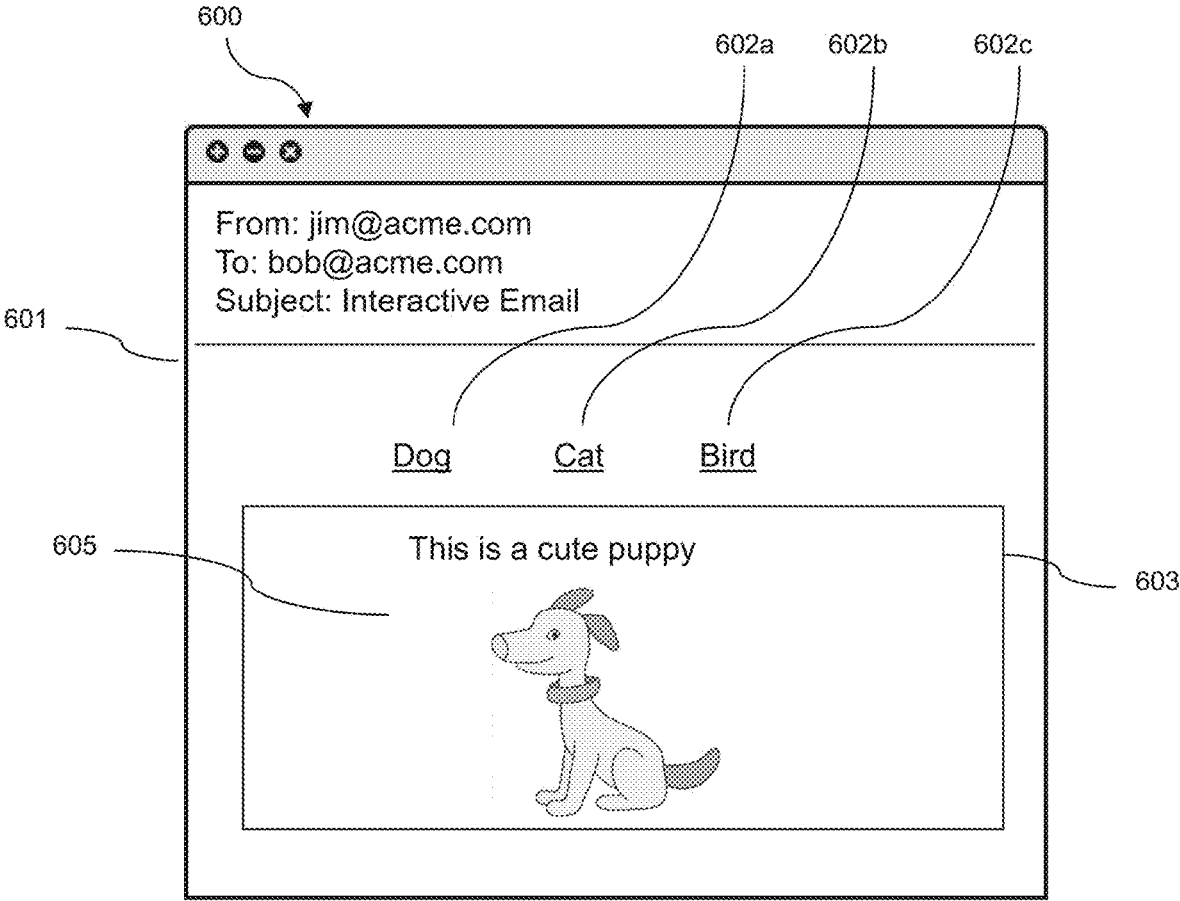 600
602a 602b 602c
From: jim@acme.com
To: bob@acme.com
Subject: Interactive Email
601
Dog Cat Bird
605
This is a cute puppy
603